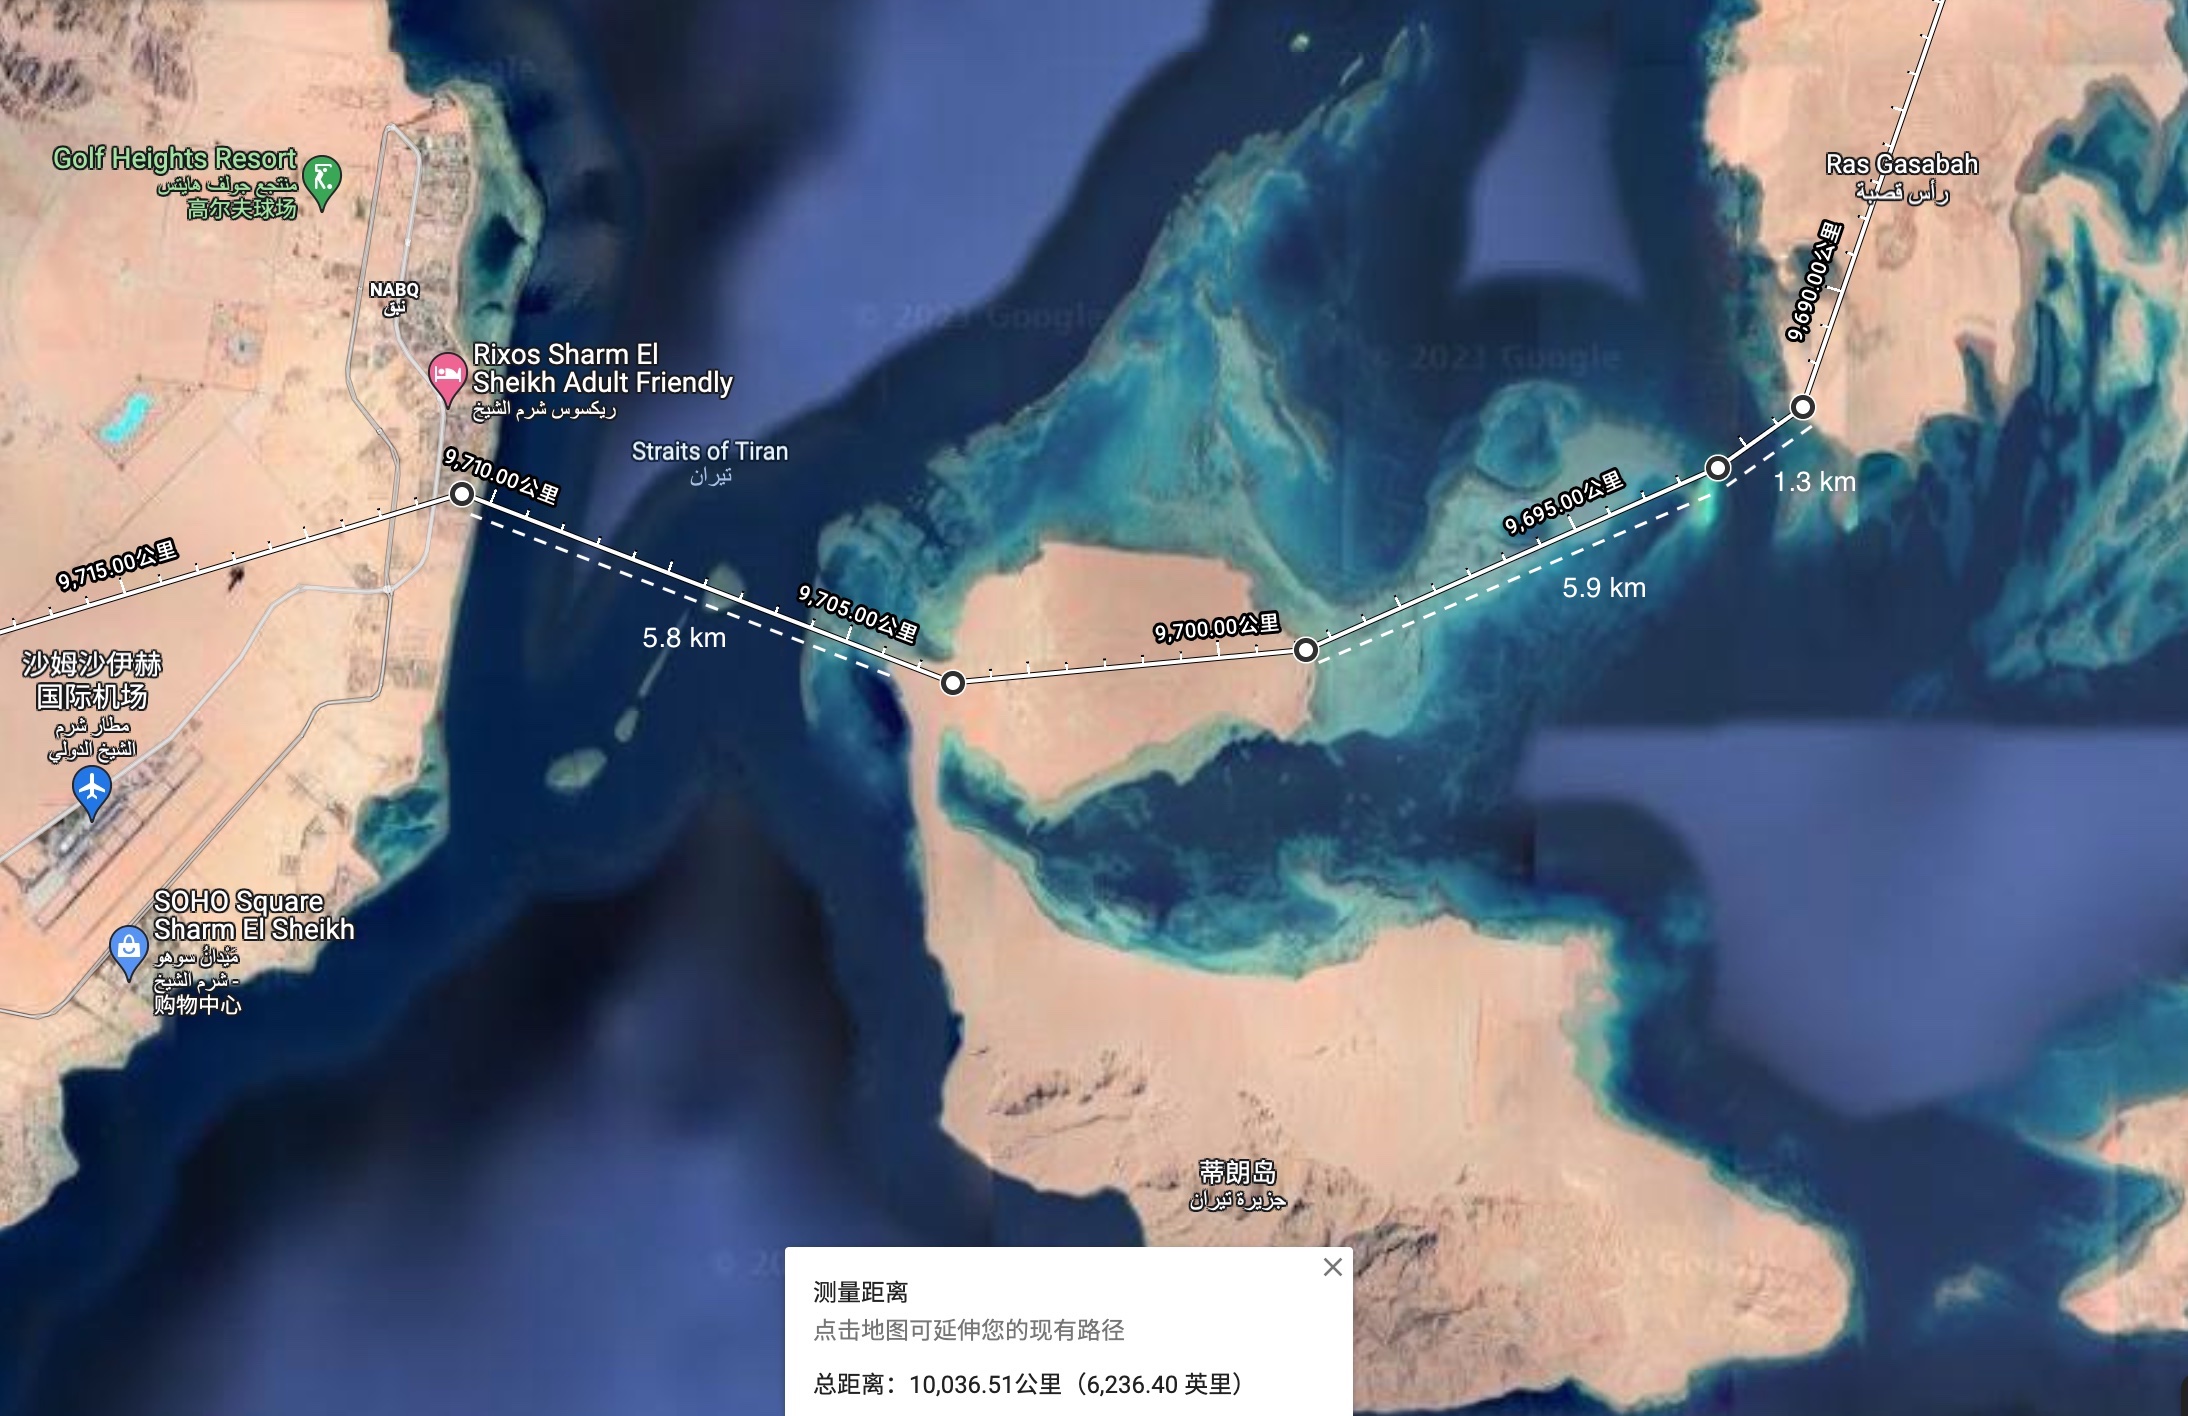 Golf Heights Resort
منتجع جولف هايتس
高尔夫球场
Ras Gasabah
رأس قصبة
9,690.00公里
NABQ
نبق
© 2023 Google
© 2023 Google
Rixos Sharm El
Sheikh Adult Friendly
ريكسوس شرم الشيخ
Straits of Tiran
تيران
9,710.00公里
9,695.00公里
1.3 km
9,715.00公里
5.9 km
9,705.00公里
9,700.00公里
5.8 km
沙姆沙伊赫
国际机场
مطار شرم
الشيخ الدولي
SOHO Square
Sharm El Sheikh
مَيْدانُ سوهو
- شرم الشيخ
购物中心
蒂朗岛
جزيرة تيران
测量距离
点击地图可延伸您的现有路径
总距离：10,036.51公里（6,236.40 英里）